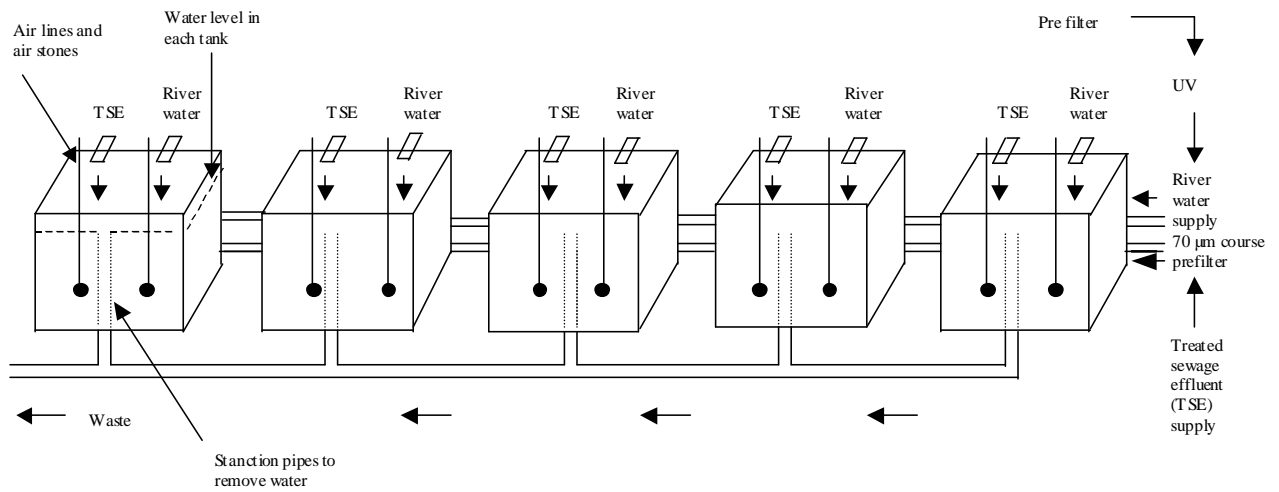 Air lines and
air stones
Water level in
each tank
Pre filter
UV
TSE
River
water
TSE
River
water
TSE
River
water
TSE
River
water
TSE
River
water
River
water
supply
70 µm course
prefilter
Treated
sewage
effluent
(TSE)
supply
Waste
Stanction pipes to
remove water